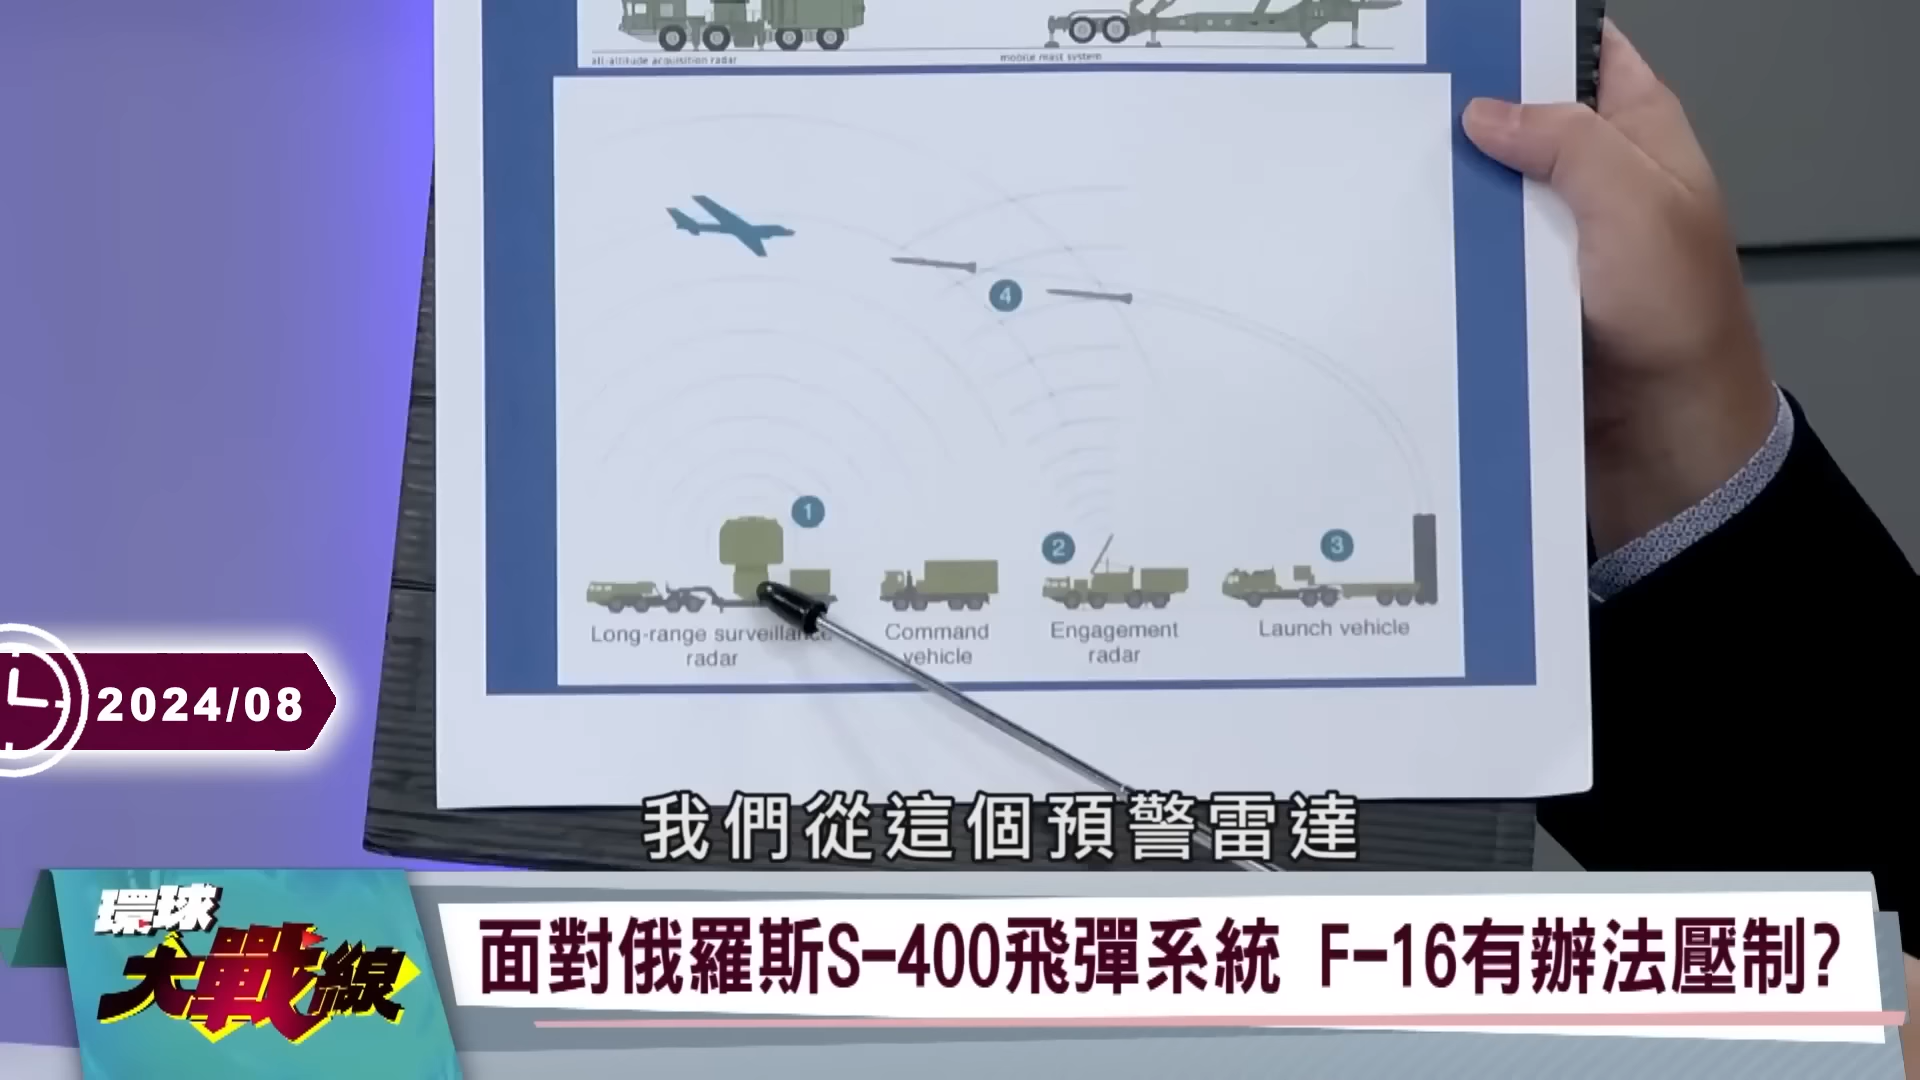 all-altitude acquisition radar
mobile mast system
4
1
2
3
Long-range surveillance
radar
Command
vehicle
Engagement
radar
Launch vehicle
2024/08
我們從這個預警雷達
環球
大戰線
面對俄羅斯S-400飛彈系統 F-16有辦法壓制?